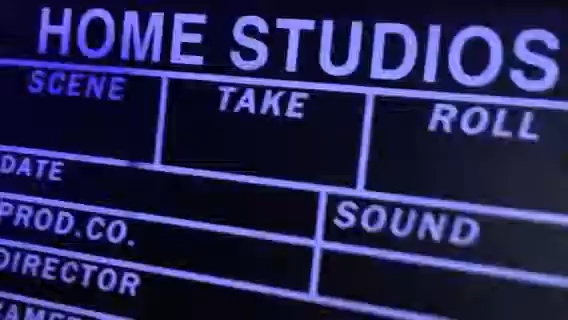 HOME STUDIOS
SCENE TAKE ROLL
DATE
PROD.CO. SOUND
DIRECTOR